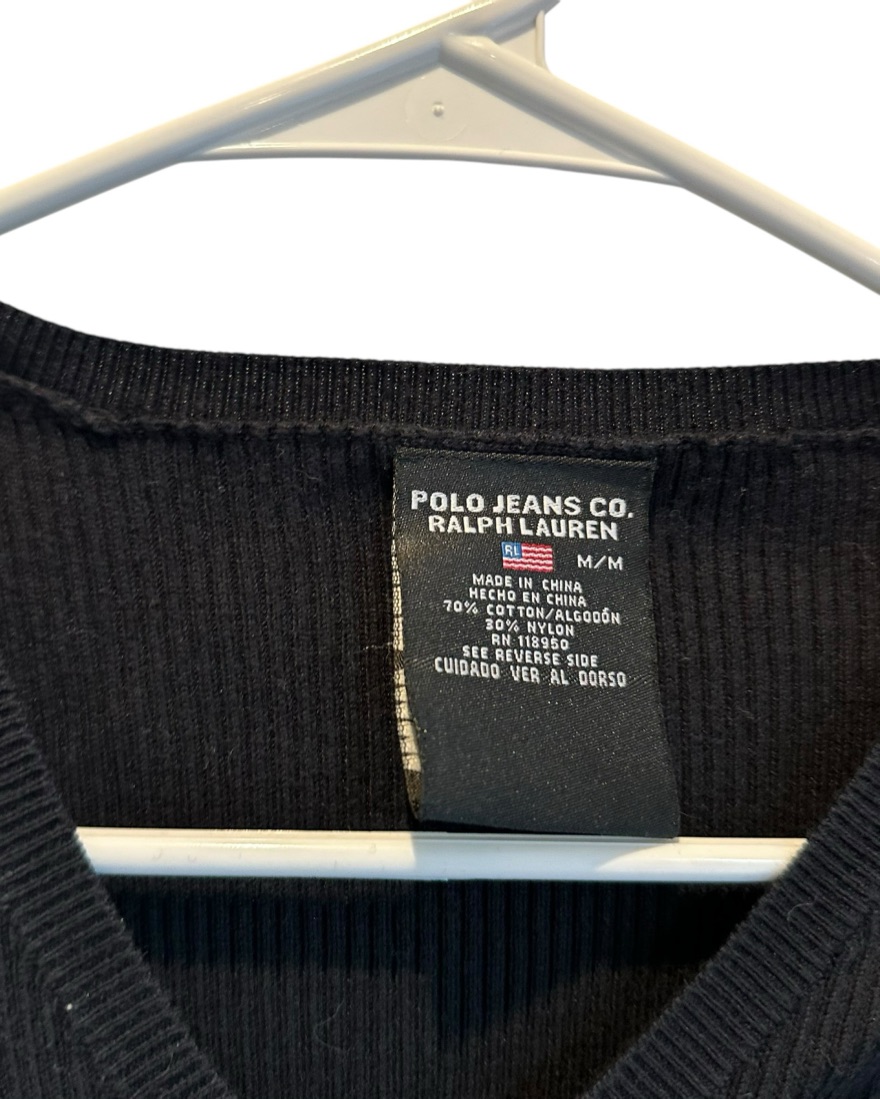 POLO JEANS CO.
RALPH LAUREN
RL M/M
MADE IN CHINA
HECHO EN CHINA
70% COTTON/ALGODÓN
30% NYLON
RN 118950
SEE REVERSE SIDE
CUIDADO VER AL DORSO